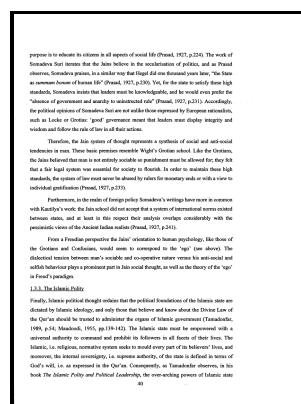 purpose is to educate its citizens in all aspects of social life (Prasad, 1927, p.224). The work of
Somadeva Suri iterates that the Jains believe in the secularisation of politics, and as Prasad
observes, Somadeva praises, in a similar way that Hegel did one thousand years later, "the State
as summum bonum of human life" (Prasad, 1927, p.230). Yet, for the state to satisfy these high
standards, Somadeva insists that leaders must be knowledgeable, and he would even prefer the
"absence of government and anarchy to uninstructed rule" (Prasad, 1927, p.231). Accordingly,
the political opinions of Somadeva Suri are not unlike those expressed by European rationalists,
such as Locke or Grotius: 'good' governance meant that leaders must display integrity and
wisdom and follow the rule of law in all their actions.
Therefore, the Jain system of thought represents a synthesis of social and anti-social
tendencies in man. These basic premises resemble Wight's Grotian school. Like the Grotians,
the Jains believed that man is not entirely sociable so punishment must be allowed for; they felt
that a fair legal system was essential for society to flourish. In order to maintain these high
standards, the system of law must never be abused by rulers for monetary ends or with a view to
individual gratification (Prasad, 1927, p.233).
Furthermore, in the realm of foreign policy Somadeva's writings have more in common
with Kautilya's work: the Jain school did not accept that a system of international norms existed
between states, and at least in this respect their analysis overlaps considerably with the
pessimistic views of the Ancient Indian realists (Prasad, 1927, p.241).
From a Freudian perspective the Jains' orientation to human psychology, like those of
the Grotians and Confucians, would seem to correspond to the 'ego' (see above). The
dialectical tension between man's sociable and co-operative nature versus his anti-social and
selfish behaviour plays a prominent part in Jain social thought, as well as the theory of the 'ego'
in Freud's paradigm.
1.3.3. The Islamic Polity
Finally, Islamic political thought ordains that the political foundations of the Islamic state are
dictated by Islamic ideology, and only those that believe and know about the Divine Law of
the Qur'an should be trusted to administer the organs of Islamic government (Tamadonfar,
1989, p.54; Maudoodi, 1955, pp.139-142). The Islamic state must be empowered with a
universal authority to command and prohibit its followers in all facets of their lives. The
Islamic, i.e. religious, normative system seeks to mould every part of its believers' lives, and
moreover, the internal sovereignty, i.e. supreme authority, of the state is defined in terms of
God's will, i.e. as expressed in the Qur'an. Consequently, as Tamadonfar observes, in his
book The Islamic Polity and Political Leadership, the over-arching powers of Islamic state
40